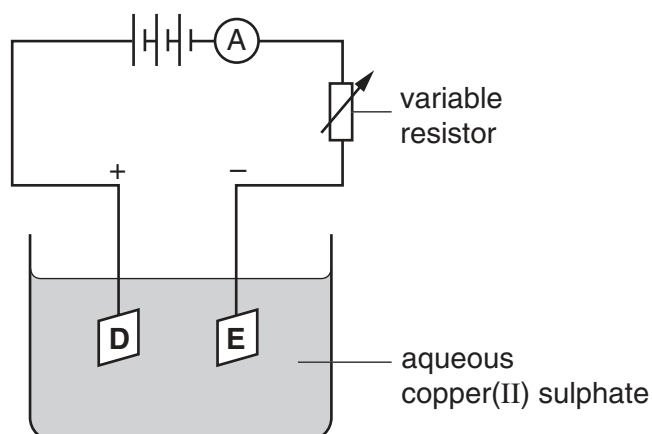 A
variable
resistor
+ −
D E
aqueous
copper(II) sulphate